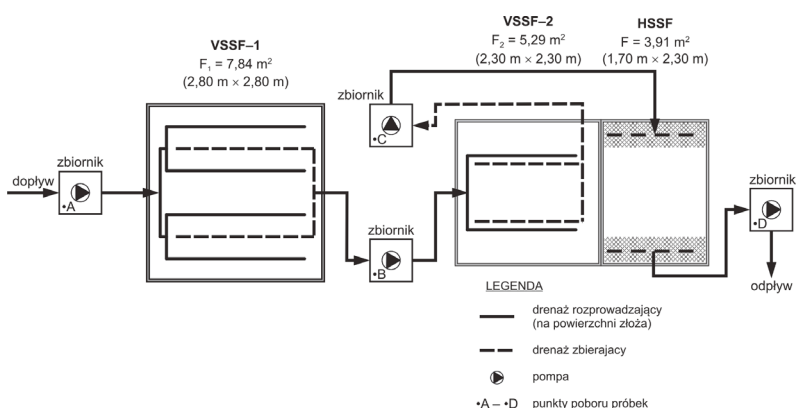 VSSF–1
F₁ = 7,84 m²
(2,80 m × 2,80 m)
VSSF–2
F₂ = 5,29 m²
(2,30 m × 2,30 m)
HSSF
F = 3,91 m²
(1,70 m × 2,30 m)
dopływ
zbiornik
•A
zbiornik
•B
zbiornik
•C
zbiornik
•D
odpływ
LEGENDA
drenaż rozprowadzający
(na powierzchni złoża)
drenaż zbierajacy
pompa
•A – •D punkty poboru próbek